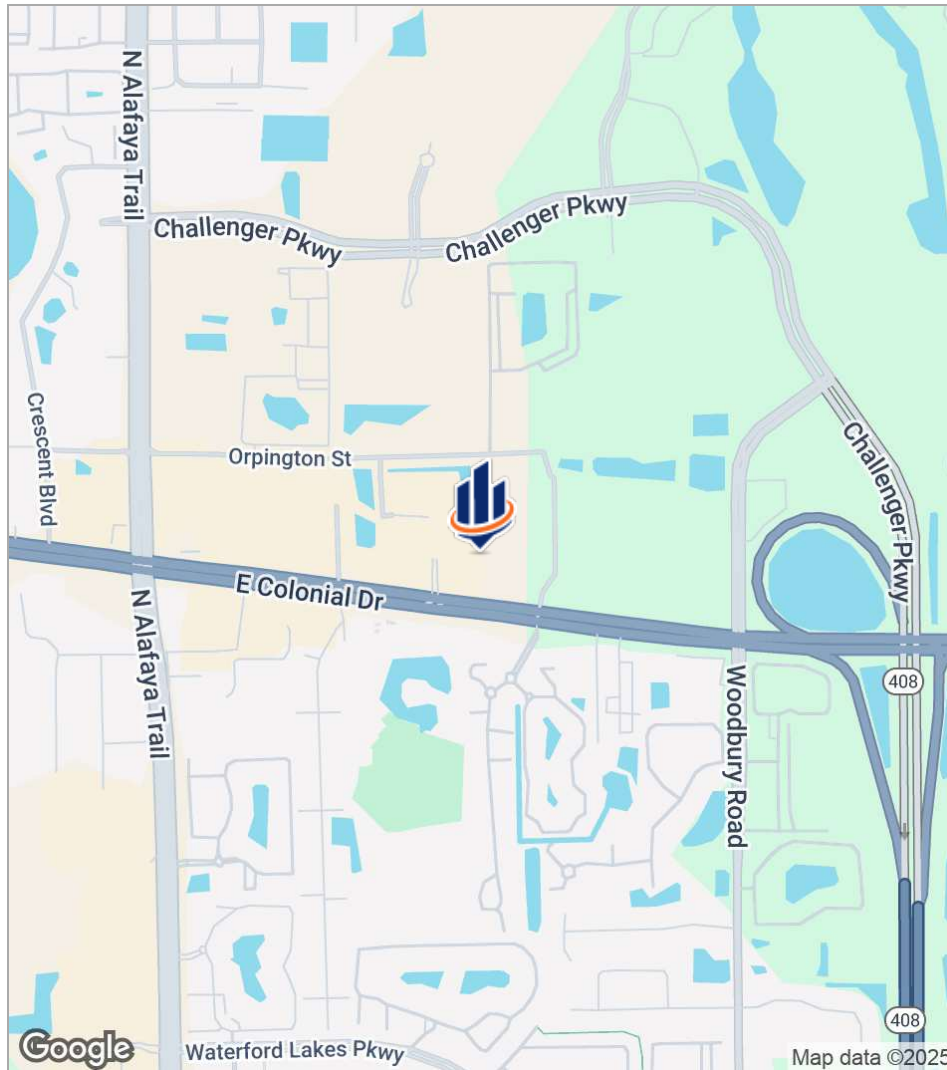 N Alafaya Trail
Challenger Pkwy
Challenger Pkwy
Crescent Blvd
Orpington St
Challenger Pkwy
E Colonial Dr
N Alafaya Trail
Woodbury Road
408
408
Waterford Lakes Pkwy
Google
Map data ©2025